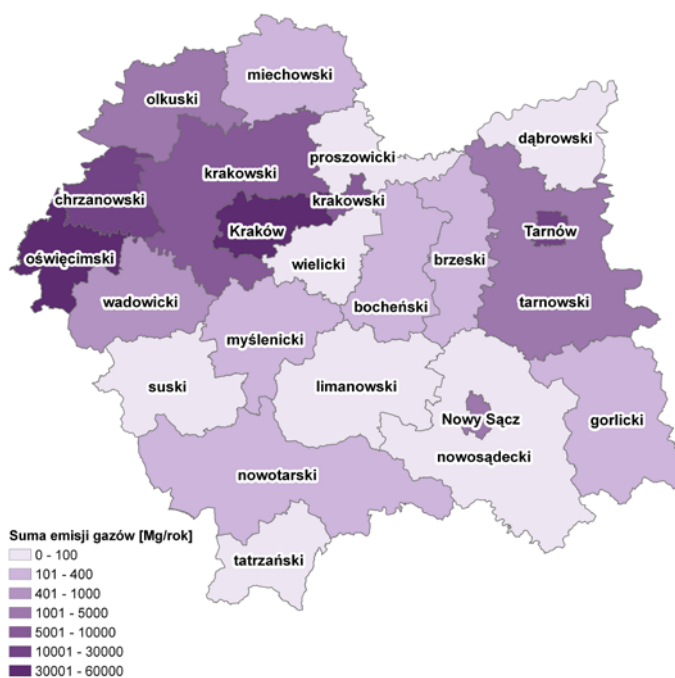 miechowski
olkuski
dąbrowski
proszowicki
krakowski
chrzanowski
krakowski
Kraków
Tarnów
oświęcimski
wielicki
brzeski
wadowicki
bocheński
tarnowski
myślenicki
suski
limanowski
Nowy Sącz
gorlicki
nowosądecki
nowotarski
tatrzański
Suma emisji gazów [Mg/rok]
0 - 100
101 - 400
401 - 1000
1001 - 5000
5001 - 10000
10001 - 30000
30001 - 60000